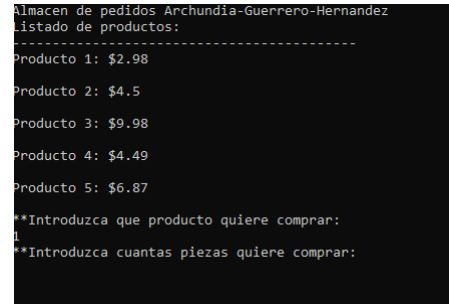 Almacen de pedidos Archundia-Guerrero-Hernandez
Listado de productos:
-------------------------------------------
Producto 1: $2.98
Producto 2: $4.5
Producto 3: $9.98
Producto 4: $4.49
Producto 5: $6.87
**Introduzca que producto quiere comprar:
1
**Introduzca cuantas piezas quiere comprar: